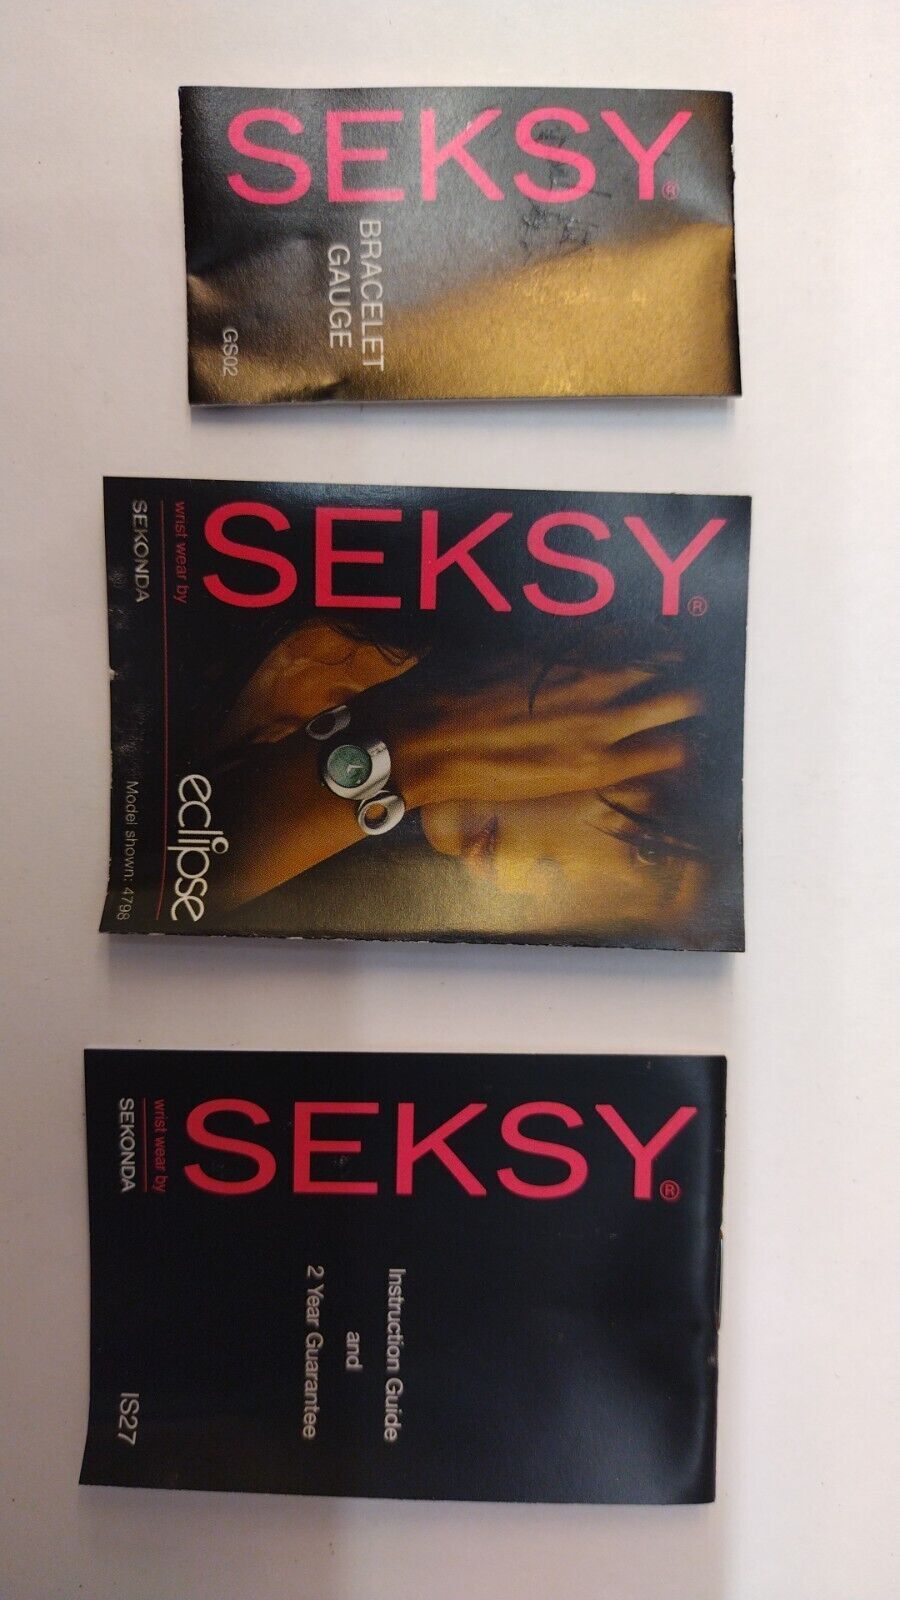 SEKSY®
BRACELET
GAUGE
GS02
SEKSY®
wrist wear by
SEKONDA
eclipse
Model shown: 4798
SEKSY®
wrist wear by
SEKONDA
Instruction Guide
and
2 Year Guarantee
IS27